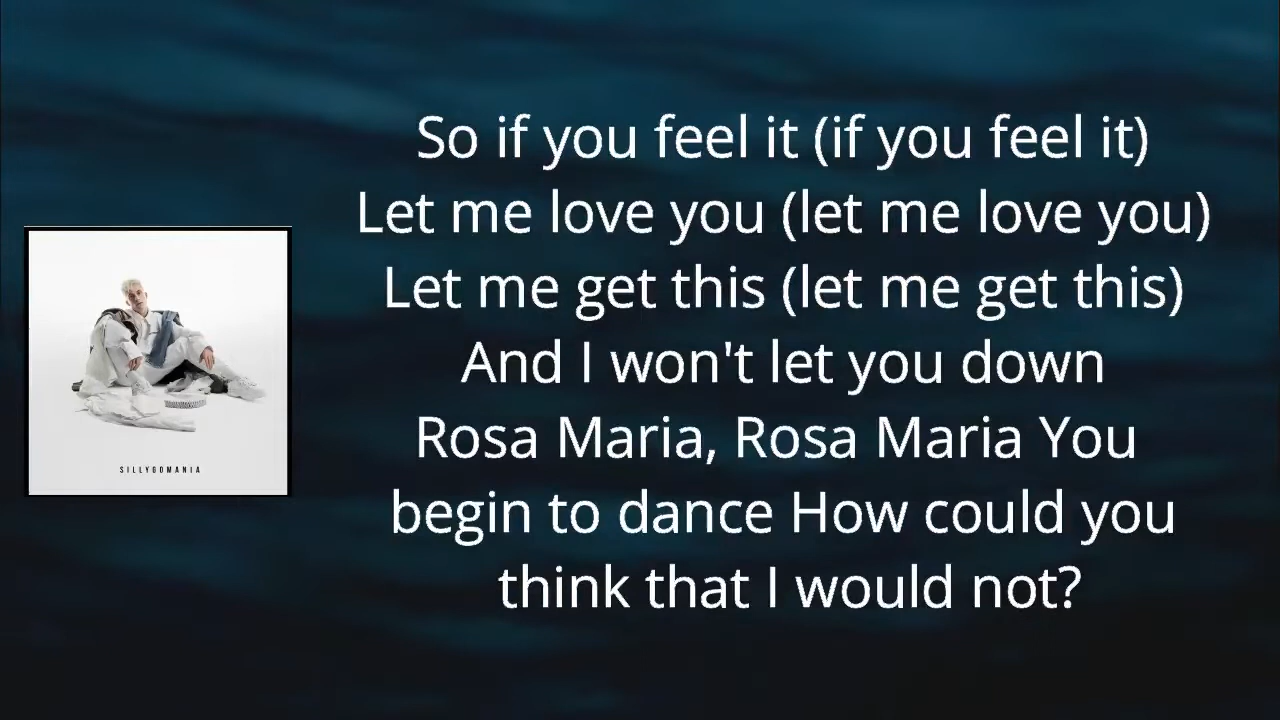 So if you feel it (if you feel it)
Let me love you (let me love you)
Let me get this (let me get this)
And I won't let you down
Rosa Maria, Rosa Maria You
begin to dance How could you
think that I would not?
SILLYGOMANIA